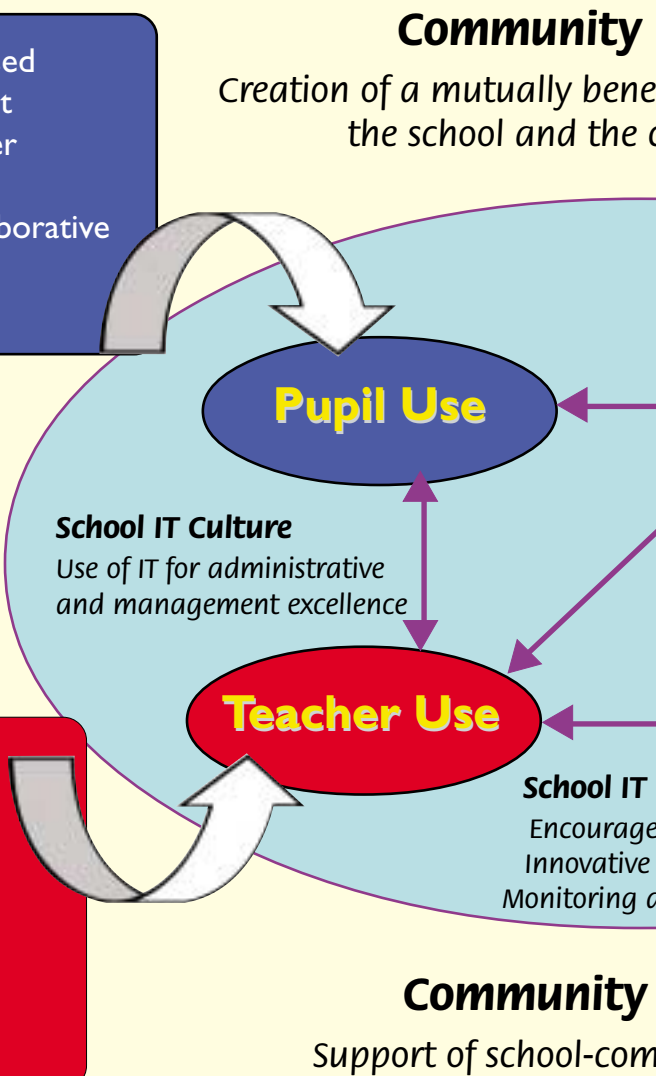 ed
t
er
borative
Community
Creation of a mutually bene
the school and the
Pupil Use
School IT Culture
Use of IT for administrative
and management excellence
Teacher Use
School IT
Encourage
Innovative
Monitoring a
Community
Support of school-com